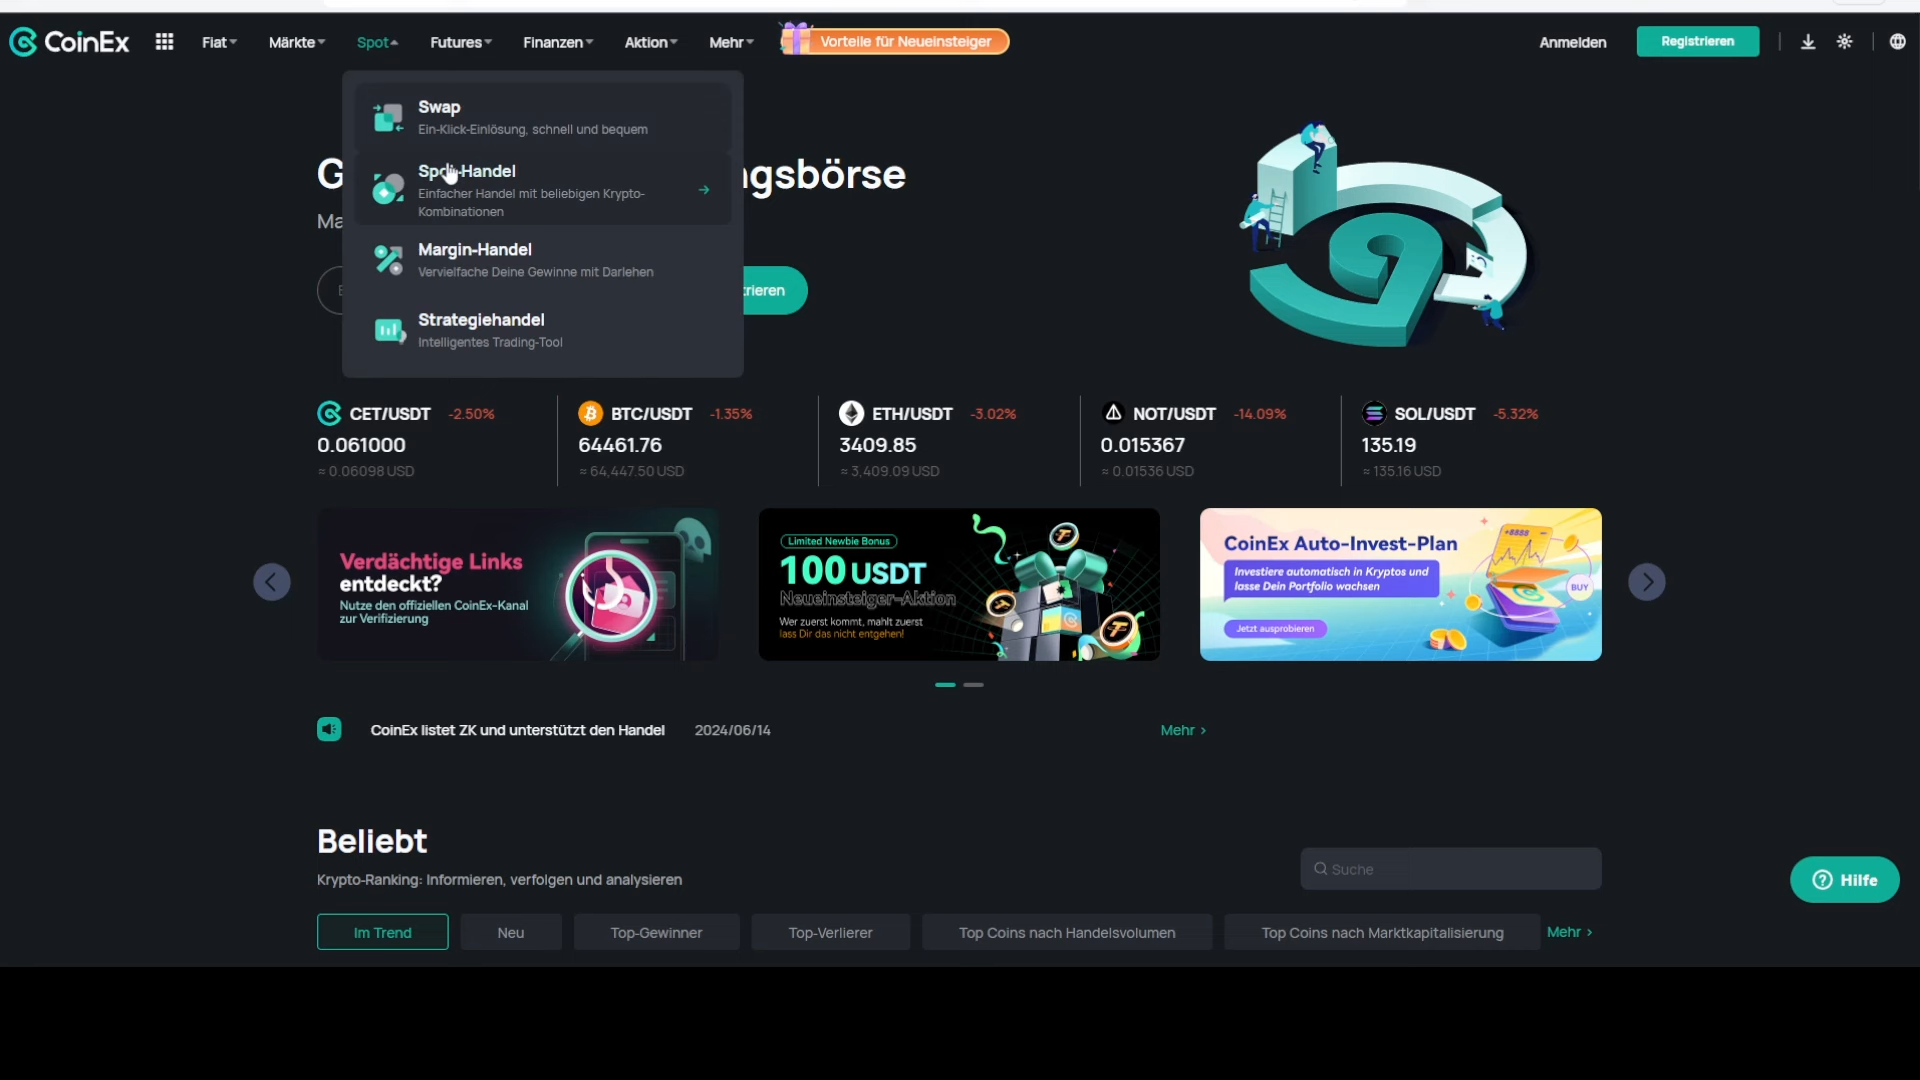 CoinEx
Fiat
Märkte
Spot
Futures
Finanzen
Aktion
Mehr
Vorteile für Neueinsteiger
Anmelden
Registrieren
Swap
Ein-Klick-Einlösung, schnell und bequem
Spot-Handel
Einfacher Handel mit beliebigen Krypto-
Kombinationen
Margin-Handel
Vervielfache Deine Gewinne mit Darlehen
Strategiehandel
Intelligentes Trading-Tool
G ngsbörse
Ma
trieren
CET/USDT -2.50%
0.061000
≈ 0.06098 USD
BTC/USDT -1.35%
64461.76
≈ 64,447.50 USD
ETH/USDT -3.02%
3409.85
≈ 3,409.09 USD
NOT/USDT -14.09%
0.015367
≈ 0.01536 USD
SOL/USDT -5.32%
135.19
≈ 135.16 USD
Verdächtige Links
entdeckt?
Nutze den offiziellen CoinEx-Kanal
zur Verifizierung
Limited Newbie Bonus
100 USDT
Neueinsteiger-Aktion
Wer zuerst kommt, mahlt zuerst
lass Dir das nicht entgehen!
CoinEx Auto-Invest-Plan
Investiere automatisch in Kryptos und
lasse Dein Portfolio wachsen
Jetzt ausprobieren
BUY
CoinEx listet ZK und unterstützt den Handel 2024/06/14
Mehr >
Beliebt
Krypto-Ranking: Informieren, verfolgen und analysieren
Suche
Hilfe
Im Trend
Neu
Top-Gewinner
Top-Verlierer
Top Coins nach Handelsvolumen
Top Coins nach Marktkapitalisierung
Mehr >